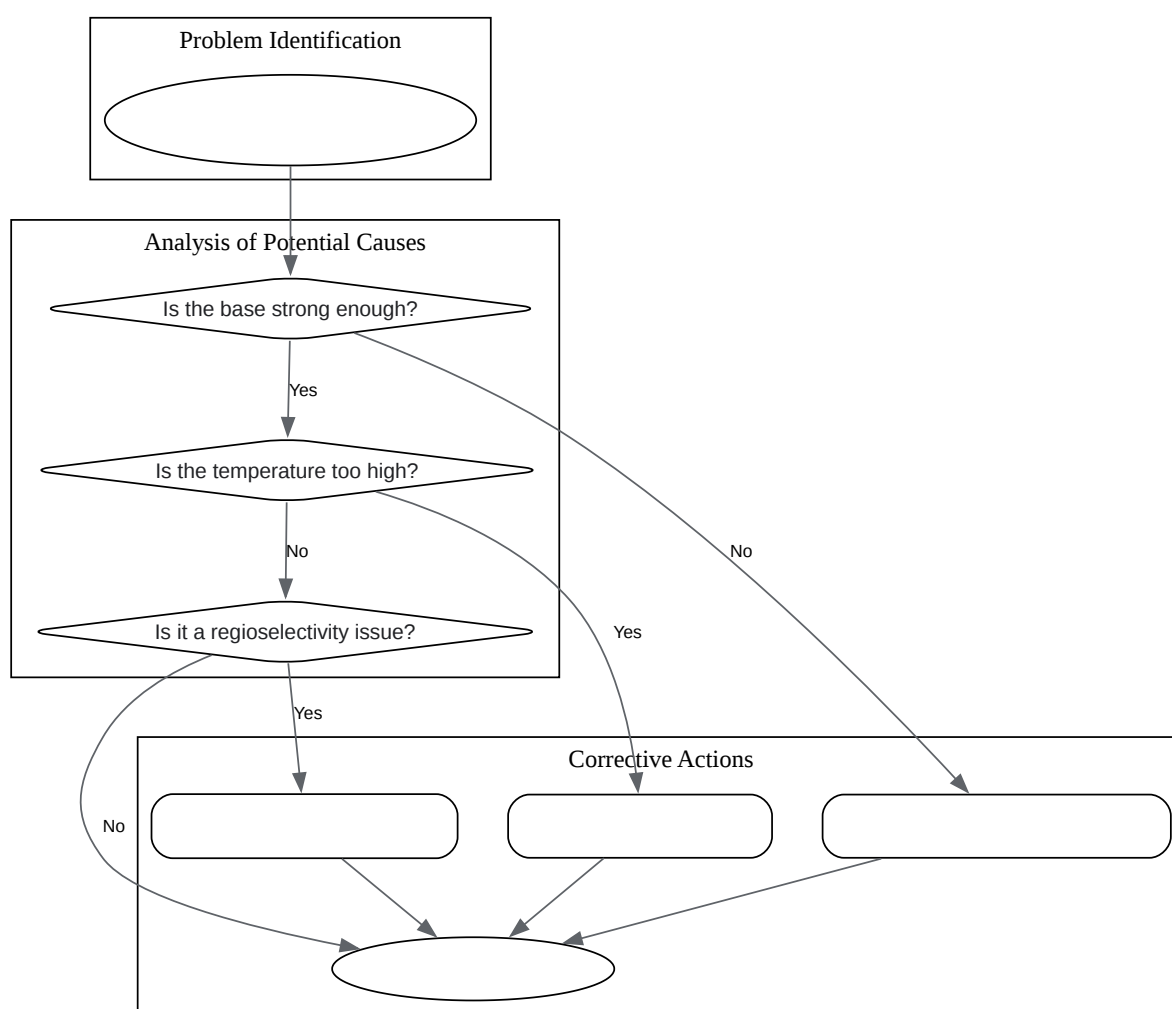 Problem Identification
Analysis of Potential Causes
Is the base strong enough?
Yes
Is the temperature too high?
No
No
Is it a regioselectivity issue?
Yes
Yes
Corrective Actions
No